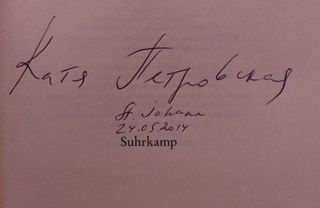 Катя Петровская
St. Johann
24.05.2014
Suhrkamp